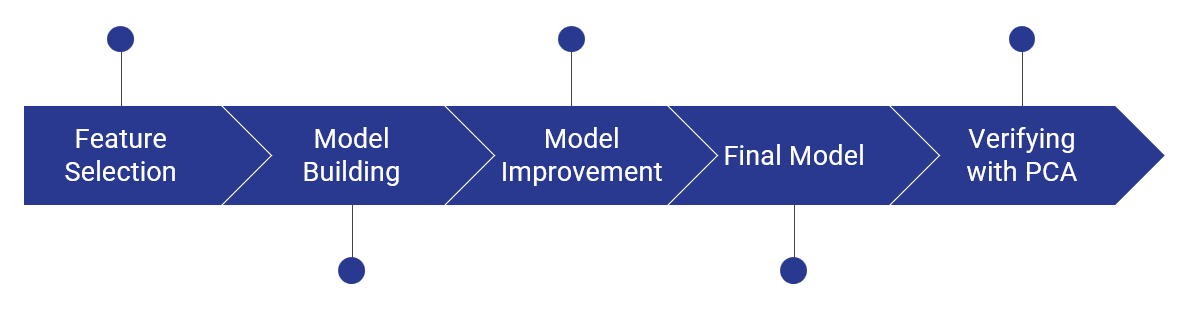 Feature
Selection
Model
Building
Model
Improvement
Final Model
Verifying
with PCA